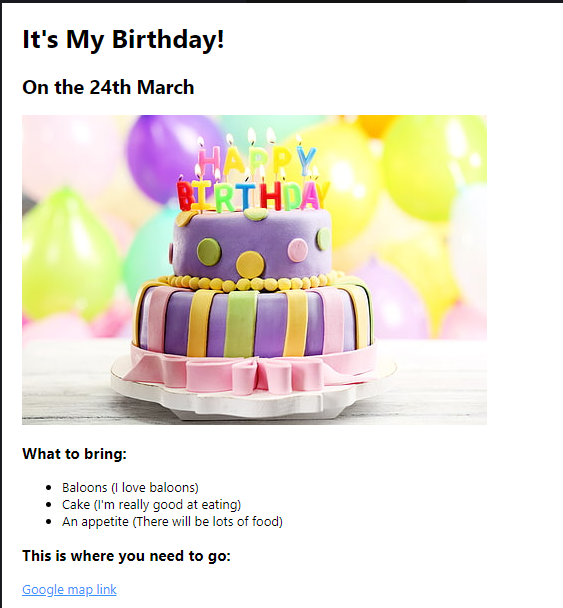 It's My Birthday!
On the 24th March
HAPPY
BIRTHDAY
What to bring:
Baloons (I love baloons)
Cake (I'm really good at eating)
An appetite (There will be lots of food)
This is where you need to go:
Google map link